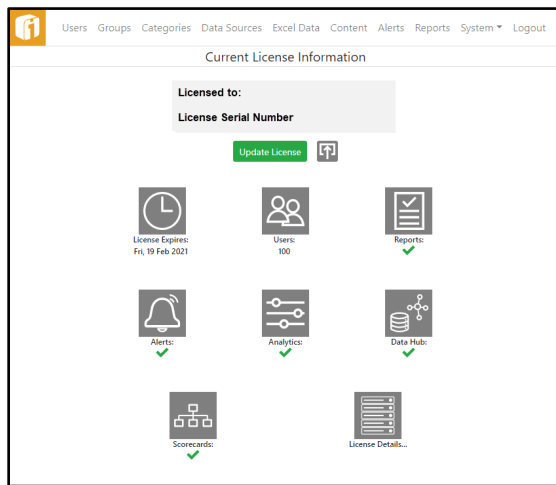 Users Groups Categories Data Sources Excel Data Content Alerts Reports System Logout
Current License Information
Licensed to:
License Serial Number
Update License
License Expires:
Fri, 19 Feb 2021
Users:
100
Reports:
Alerts:
Analytics:
Data Hub:
Scorecards:
License Details...